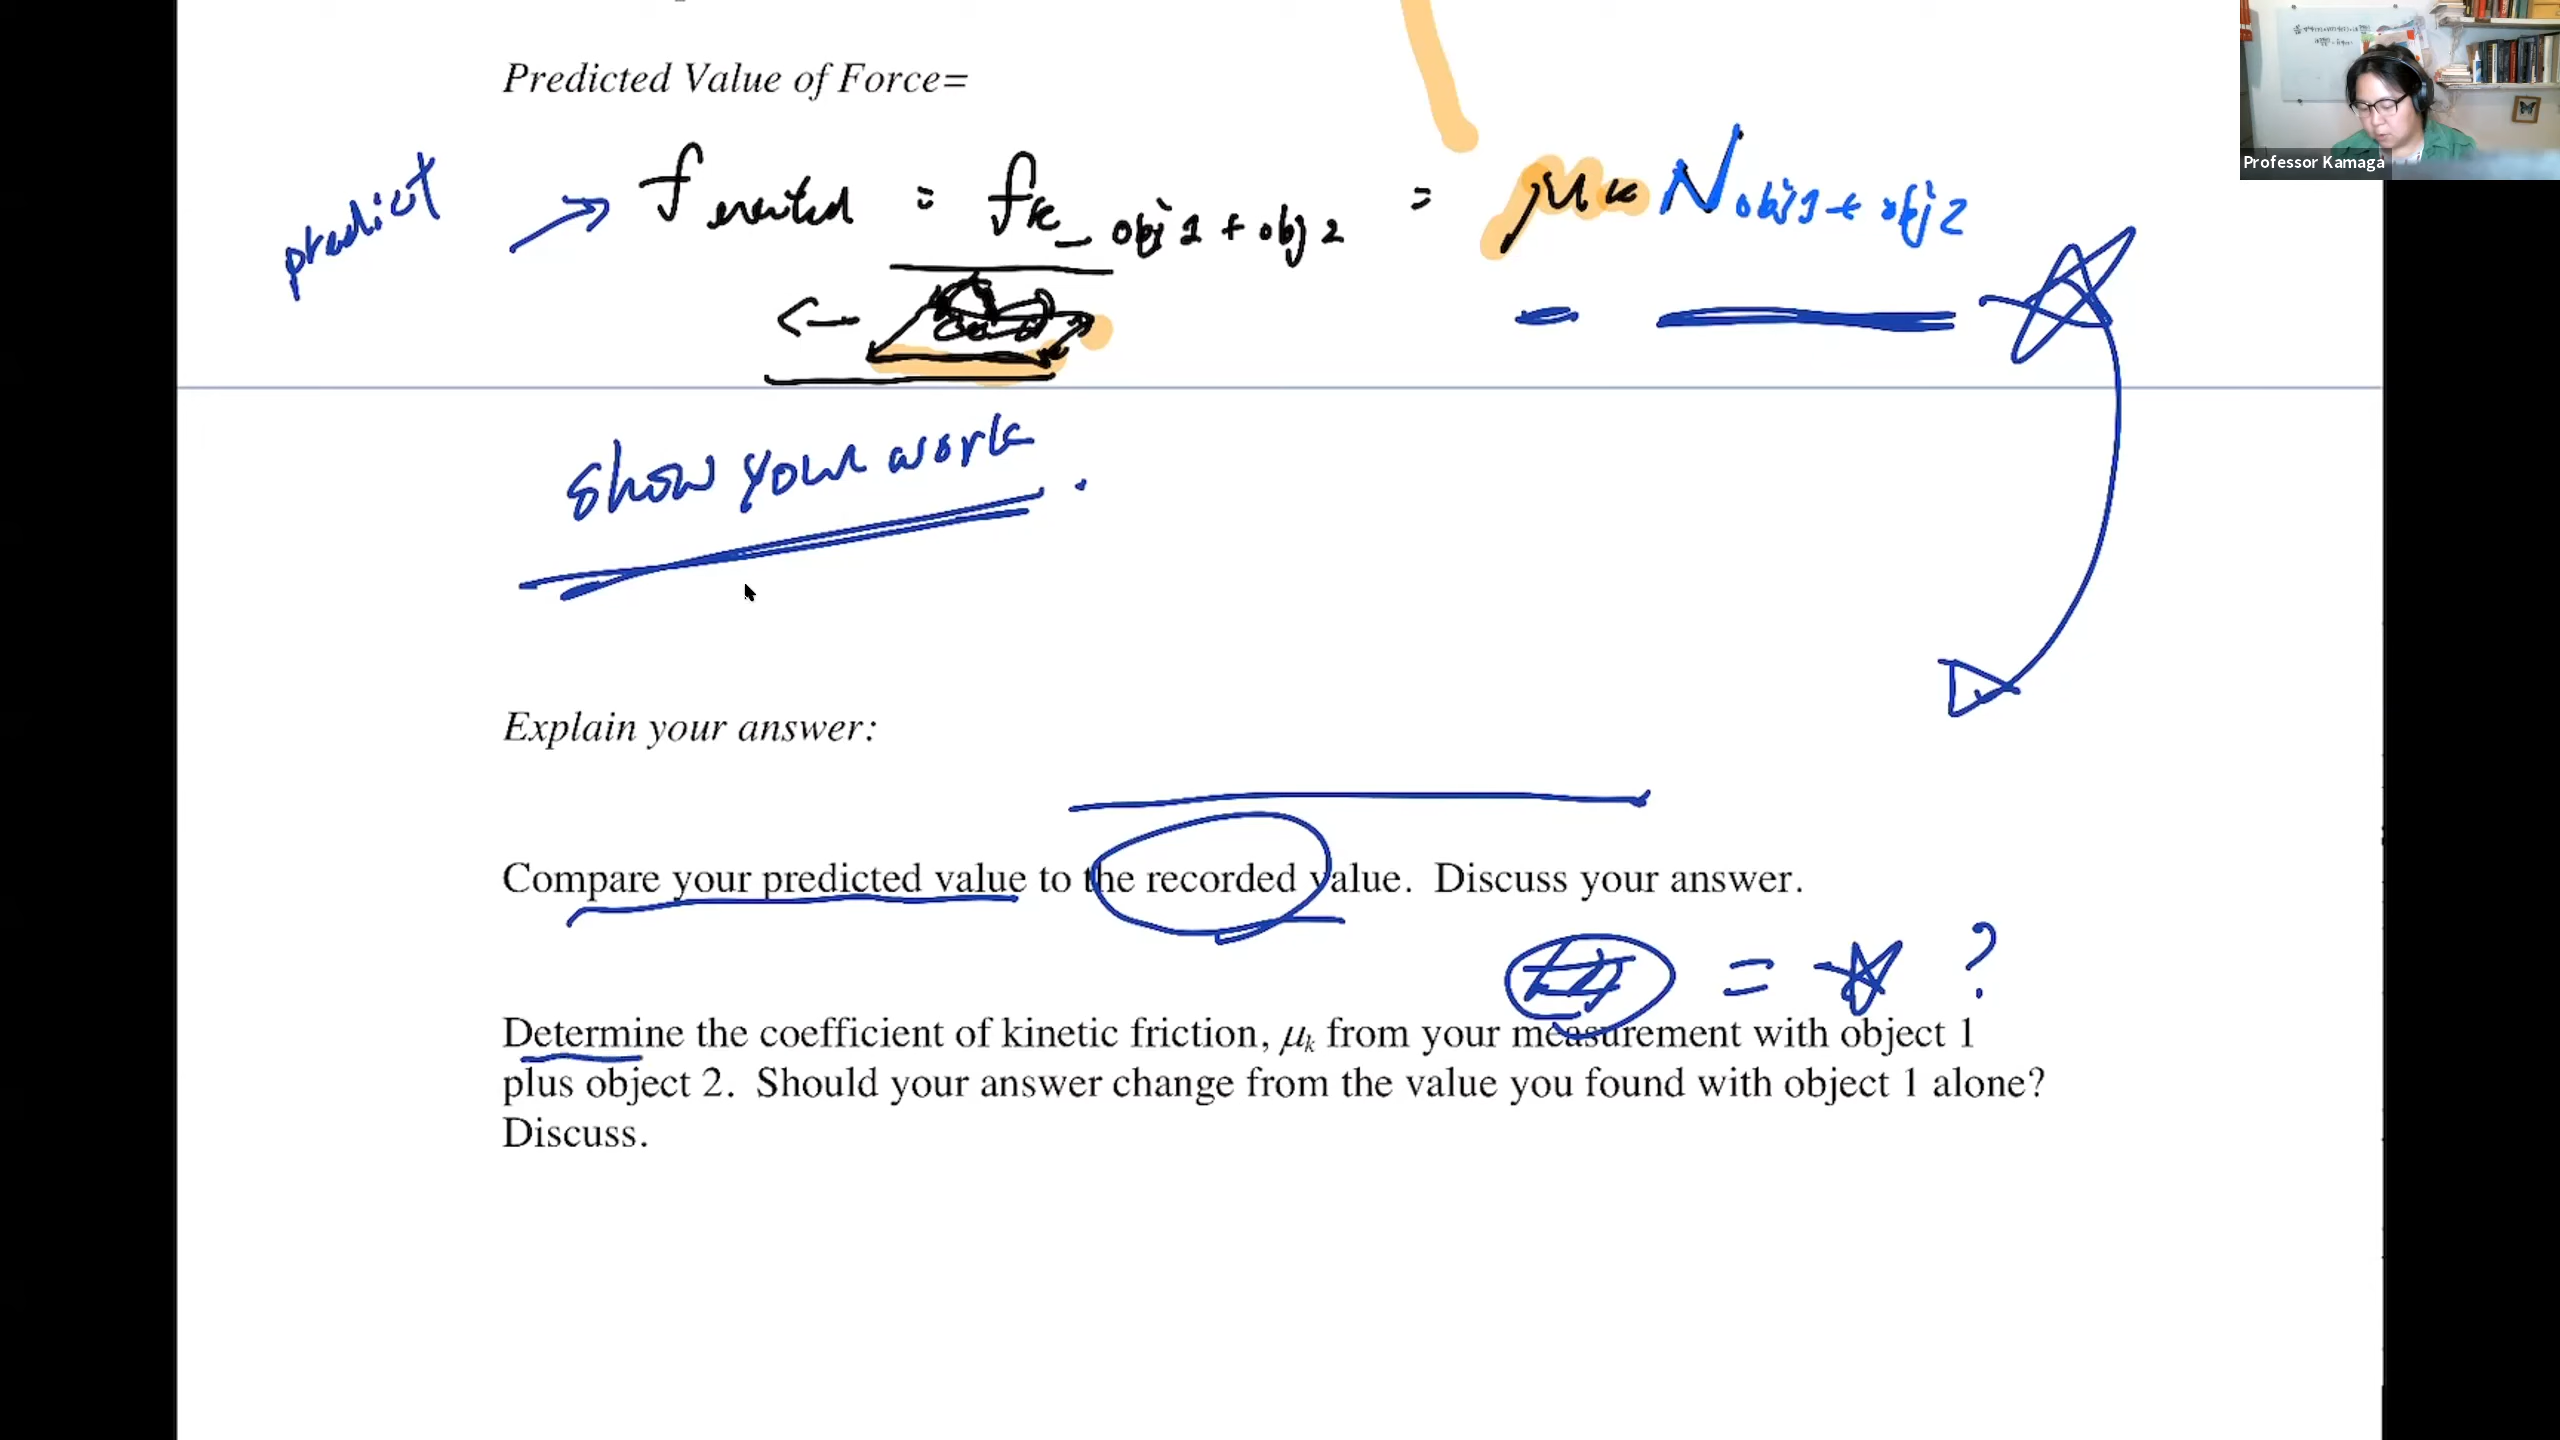 Predicted Value of Force=
predict → f exerted = fk_ obj 1 + obj 2 = μk N obj 1 + obj 2
show your work.
Explain your answer:
Compare your predicted value to the recorded value. Discuss your answer.
= ☆ ?
Determine the coefficient of kinetic friction, μk from your measurement with object 1
plus object 2. Should your answer change from the value you found with object 1 alone?
Discuss.
Professor Kamaga